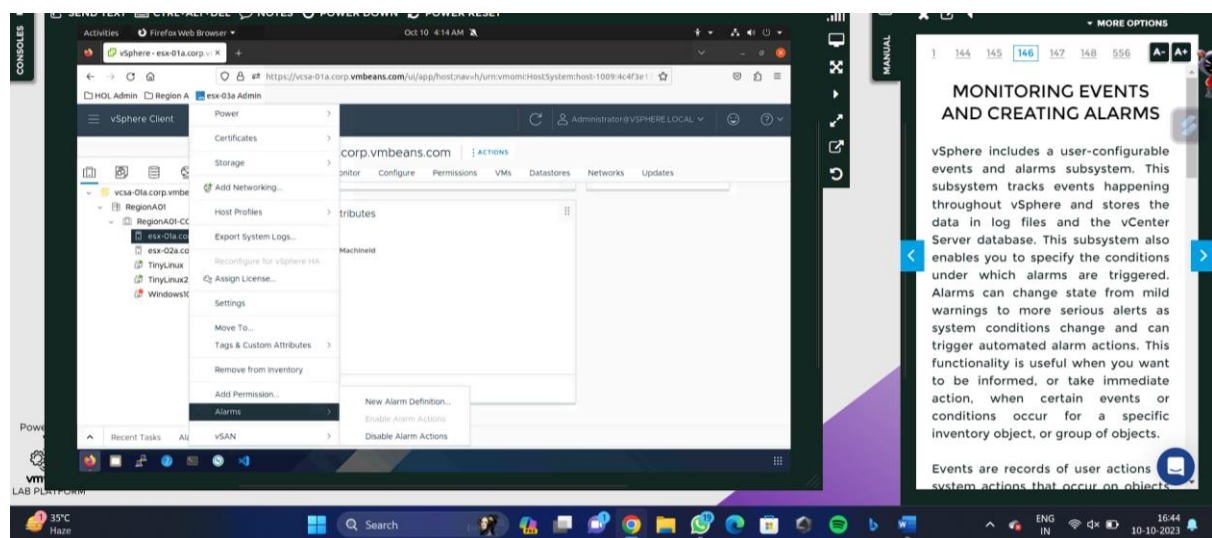 SEND TEXT CTRL+ALT+DEL NOTES POWER DOWN POWER RESET
CONSOLES
Activities Firefox Web Browser Oct 10 4:14 AM
vSphere - esx-01a.corp.v
https://vcsa-01a.corp.vmbeans.com/ui/app/host;nav=h/urn:vmomi:HostSystem:host-1009:4c4f3e1
HOL Admin Region A esx-03a Admin
vSphere Client Administrator@VSPHERE.LOCAL
corp.vmbeans.com ACTIONS
onitor Configure Permissions VMs Datastores Networks Updates
vcsa-01a.corp.vmbe
RegionA01
RegionA01-CO
esx-01a.co
esx-02a.co
TinyLinux
TinyLinux2
Windows10
Power
Certificates
Storage
Add Networking...
Host Profiles
Export System Logs...
Reconfigure for vSphere HA
Assign License...
Settings
Move To...
Tags & Custom Attributes
Remove from Inventory
Add Permission...
Alarms
vSAN
tributes
Machineid
New Alarm Definition...
Enable Alarm Actions
Disable Alarm Actions
Recent Tasks Ala
Powe
vm
LAB PLATFORM
MANUAL
MORE OPTIONS
1 144 145 146 147 148 556 A- A+
MONITORING EVENTS
AND CREATING ALARMS
vSphere includes a user-configurable
events and alarms subsystem. This
subsystem tracks events happening
throughout vSphere and stores the
data in log files and the vCenter
Server database. This subsystem also
enables you to specify the conditions
under which alarms are triggered.
Alarms can change state from mild
warnings to more serious alerts as
system conditions change and can
trigger automated alarm actions. This
functionality is useful when you want
to be informed, or take immediate
action, when certain events or
conditions occur for a specific
inventory object, or group of objects.
Events are records of user actions
system actions that occur on objects
35°C
Haze
Search
ENG
IN
16:44
10-10-2023